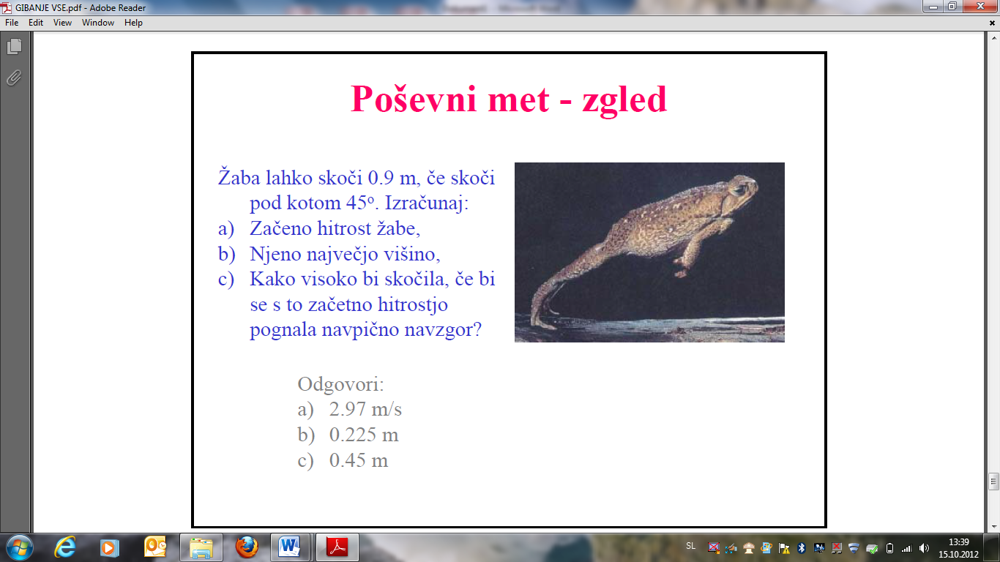 GIBANJE VSE.pdf - Adobe Reader
File Edit View Window Help
Poševni met - zgled
Žaba lahko skoči 0.9 m, če skoči
pod kotom 45º. Izračunaj:
a) Začeno hitrost žabe,
b) Njeno največjo višino,
c) Kako visoko bi skočila, če bi
se s to začetno hitrostjo
pognala navpično navzgor?
Odgovori:
a) 2.97 m/s
b) 0.225 m
c) 0.45 m
SL
13:39
15.10.2012